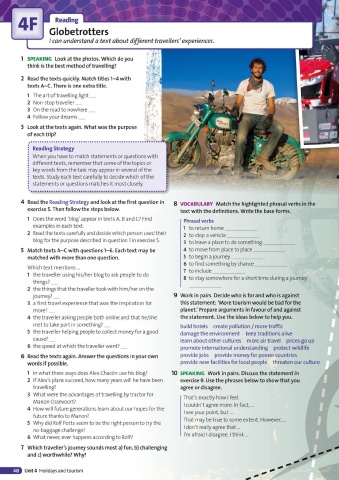 4F
Reading
Globetrotters
I can understand a text about different travellers' experiences.
1 SPEAKING Look at the photos. Which do you
think is the best method of travelling?
2 Read the texts quickly. Match titles 1–4 with
texts A–C. There is one extra title.
1 The art of travelling light __
2 Non-stop traveller __
3 On the road to nowhere __
4 Follow your dreams __
3 Look at the texts again. What was the purpose
of each trip?
Reading Strategy
When you have to match statements or questions with
different texts, remember that some of the topics or
key words from the task may appear in several of the
texts. Study each text carefully to decide which of the
statements or questions matches it most closely.
4 Read the Reading Strategy and look at the first question in
exercise 5. Then follow the steps below.
1 Does the word 'blog' appear in texts A, B and C? Find
examples in each text.
2 Read the texts carefully and decide which person used their
blog for the purpose described in question 1 in exercise 5.
5 Match texts A–C with questions 1–6. Each text may be
matched with more than one question.
Which text mentions …
1 the traveller using his/her blog to ask people to do
things? __
2 the things that the traveller took with him/her on the
journey? __
3 a first travel experience that was the inspiration for
more? __
4 the traveller asking people both online and that he/she
met to take part in something? __
5 the traveller helping people to collect money for a good
cause? __
6 the speed at which the traveller went? __
6 Read the texts again. Answer the questions in your own
words if possible.
1 In what three ways does Alex Chacón use his blog?
2 If Alex's plans succeed, how many years will he have been
travelling?
3 What were the advantages of travelling by tractor for
Manon Ossevoort?
4 How will future generations learn about our hopes for the
future thanks to Manon?
5 Why did Rolf Potts seem to be the right person to try the
no-baggage challenge?
6 What never, ever happens according to Rolf?
7 Which traveller's journey sounds most a) fun, b) challenging
and c) worthwhile? Why?
8 VOCABULARY Match the highlighted phrasal verbs in the
text with the definitions. Write the base forms.
Phrasal verbs
1 to return home
2 to stop a vehicle
3 to leave a place to do something
4 to move from place to place
5 to begin a journey
6 to find something by chance
7 to include
8 to stay somewhere for a short time during a journey
9 Work in pairs. Decide who is for and who is against
this statement: 'More tourism would be bad for the
planet.' Prepare arguments in favour of and against
the statement. Use the ideas below to help you.
build hotels create pollution / more traffic
damage the environment keep traditions alive
learn about other cultures more air travel prices go up
promote international understanding protect wildlife
provide jobs provide money for poorer countries
provide new facilities for local people threaten our culture
10 SPEAKING Work in pairs. Discuss the statement in
exercise 9. Use the phrases below to show that you
agree or disagree.
That's exactly how I feel.
I couldn't agree more. In fact, …
I see your point, but …
That may be true to some extent. However, …
I don't really agree that …
I'm afraid I disagree. I think …
48 Unit 4 Holidays and tourism